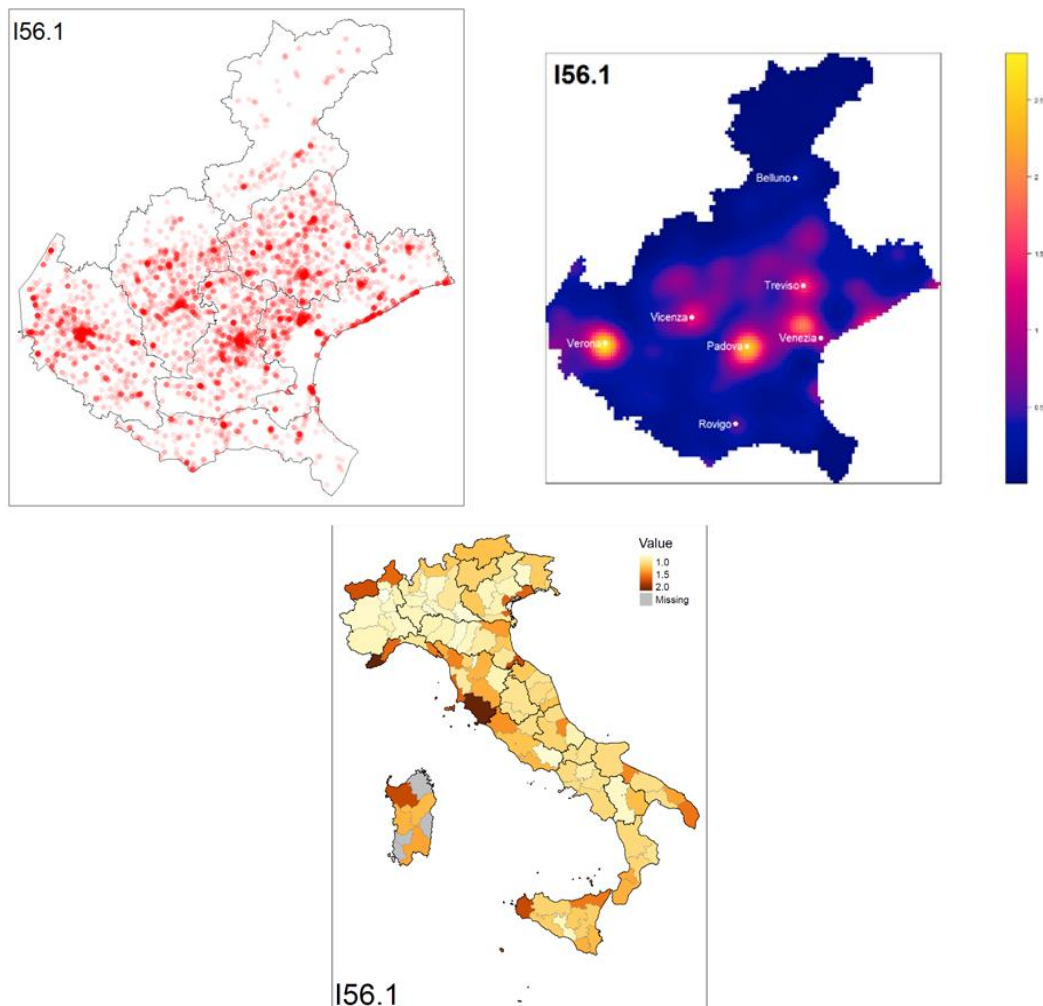 I56.1
I56.1
Belluno
Treviso
Vicenza
Verona
Padova
Venezia
Rovigo
2.5
2
1.5
1
0.5
Value
1.0
1.5
2.0
Missing
I56.1